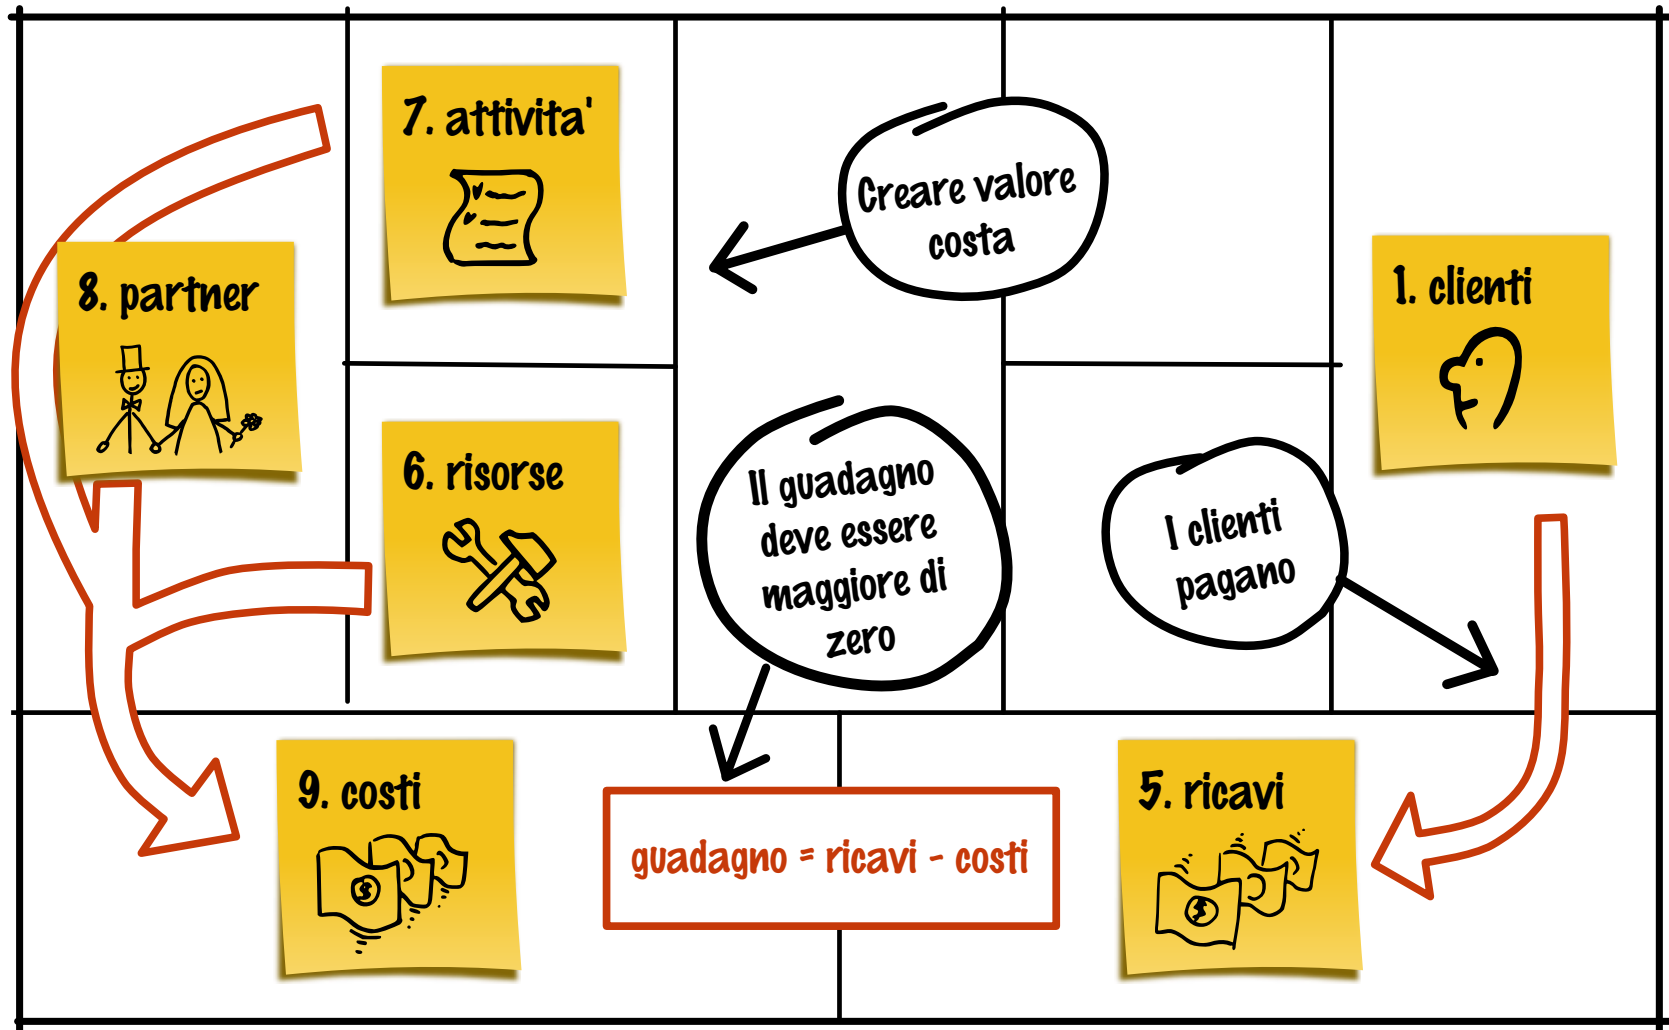 7. attivita'
Creare valore
costa
8. partner
1. clienti
6. risorse
Il guadagno
deve essere
maggiore di
zero
I clienti
pagano
9. costi
guadagno = ricavi - costi
5. ricavi